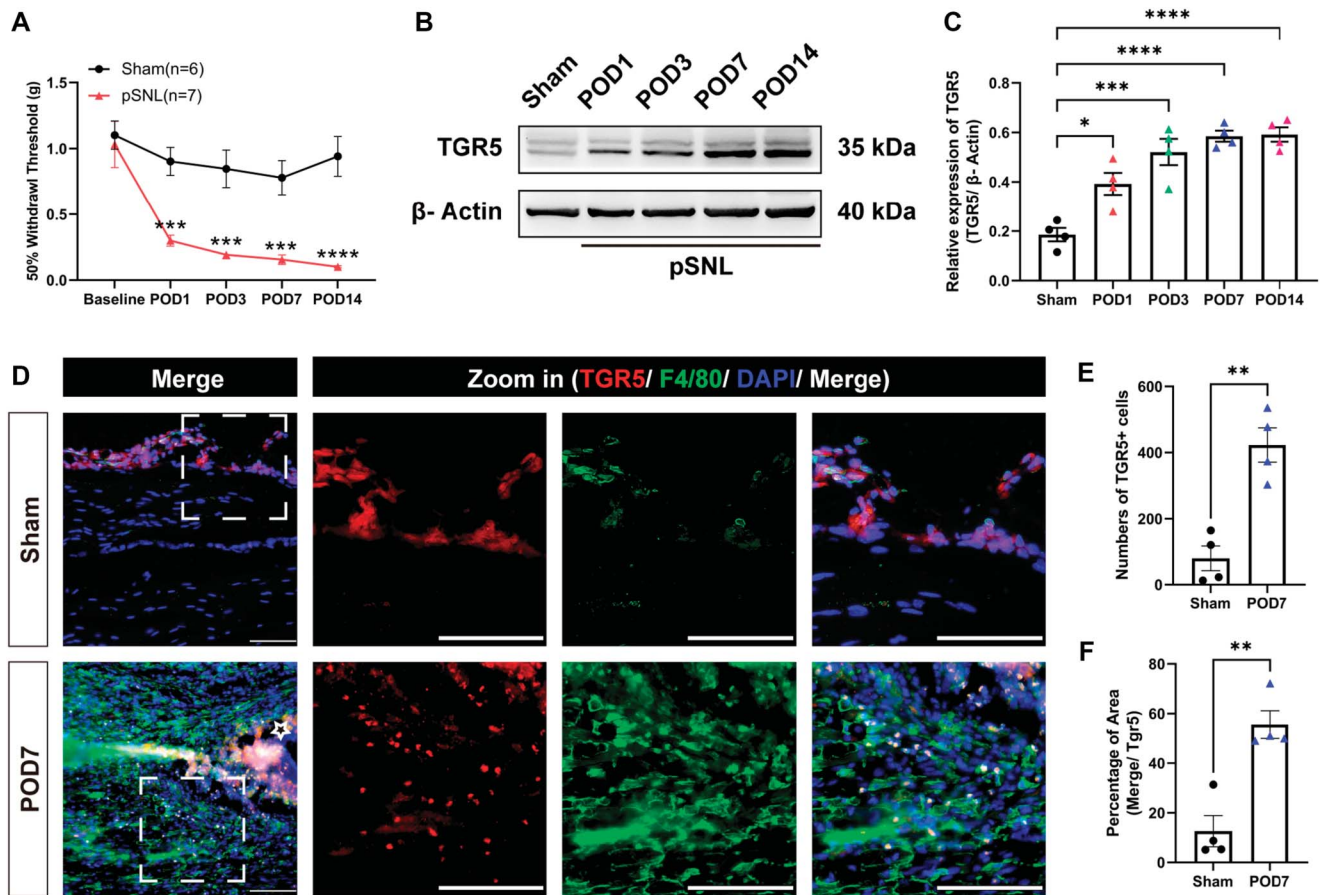 A
Sham(n=6)
pSNL(n=7)
50% Withdrawl Threshold (g)
1.5
1.0
0.5
0.0
***
***
***
****
Baseline POD1 POD3 POD7 POD14
B
Sham POD1 POD3 POD7 POD14
TGR5 35 kDa
β- Actin 40 kDa
pSNL
C
Relative expression of TGR5
(TGR5/ β- Actin)
0.8
0.6
0.4
0.2
0.0
****
****
***
*
Sham POD1 POD3 POD7 POD14
D
Merge
Zoom in (TGR5/ F4/80/ DAPI/ Merge)
Sham
POD7
E
Numbers of TGR5+ cells
600
400
200
0
**
Sham POD7
F
Percentage of Area
(Merge/ Tgr5)
80
60
40
20
0
**
Sham POD7